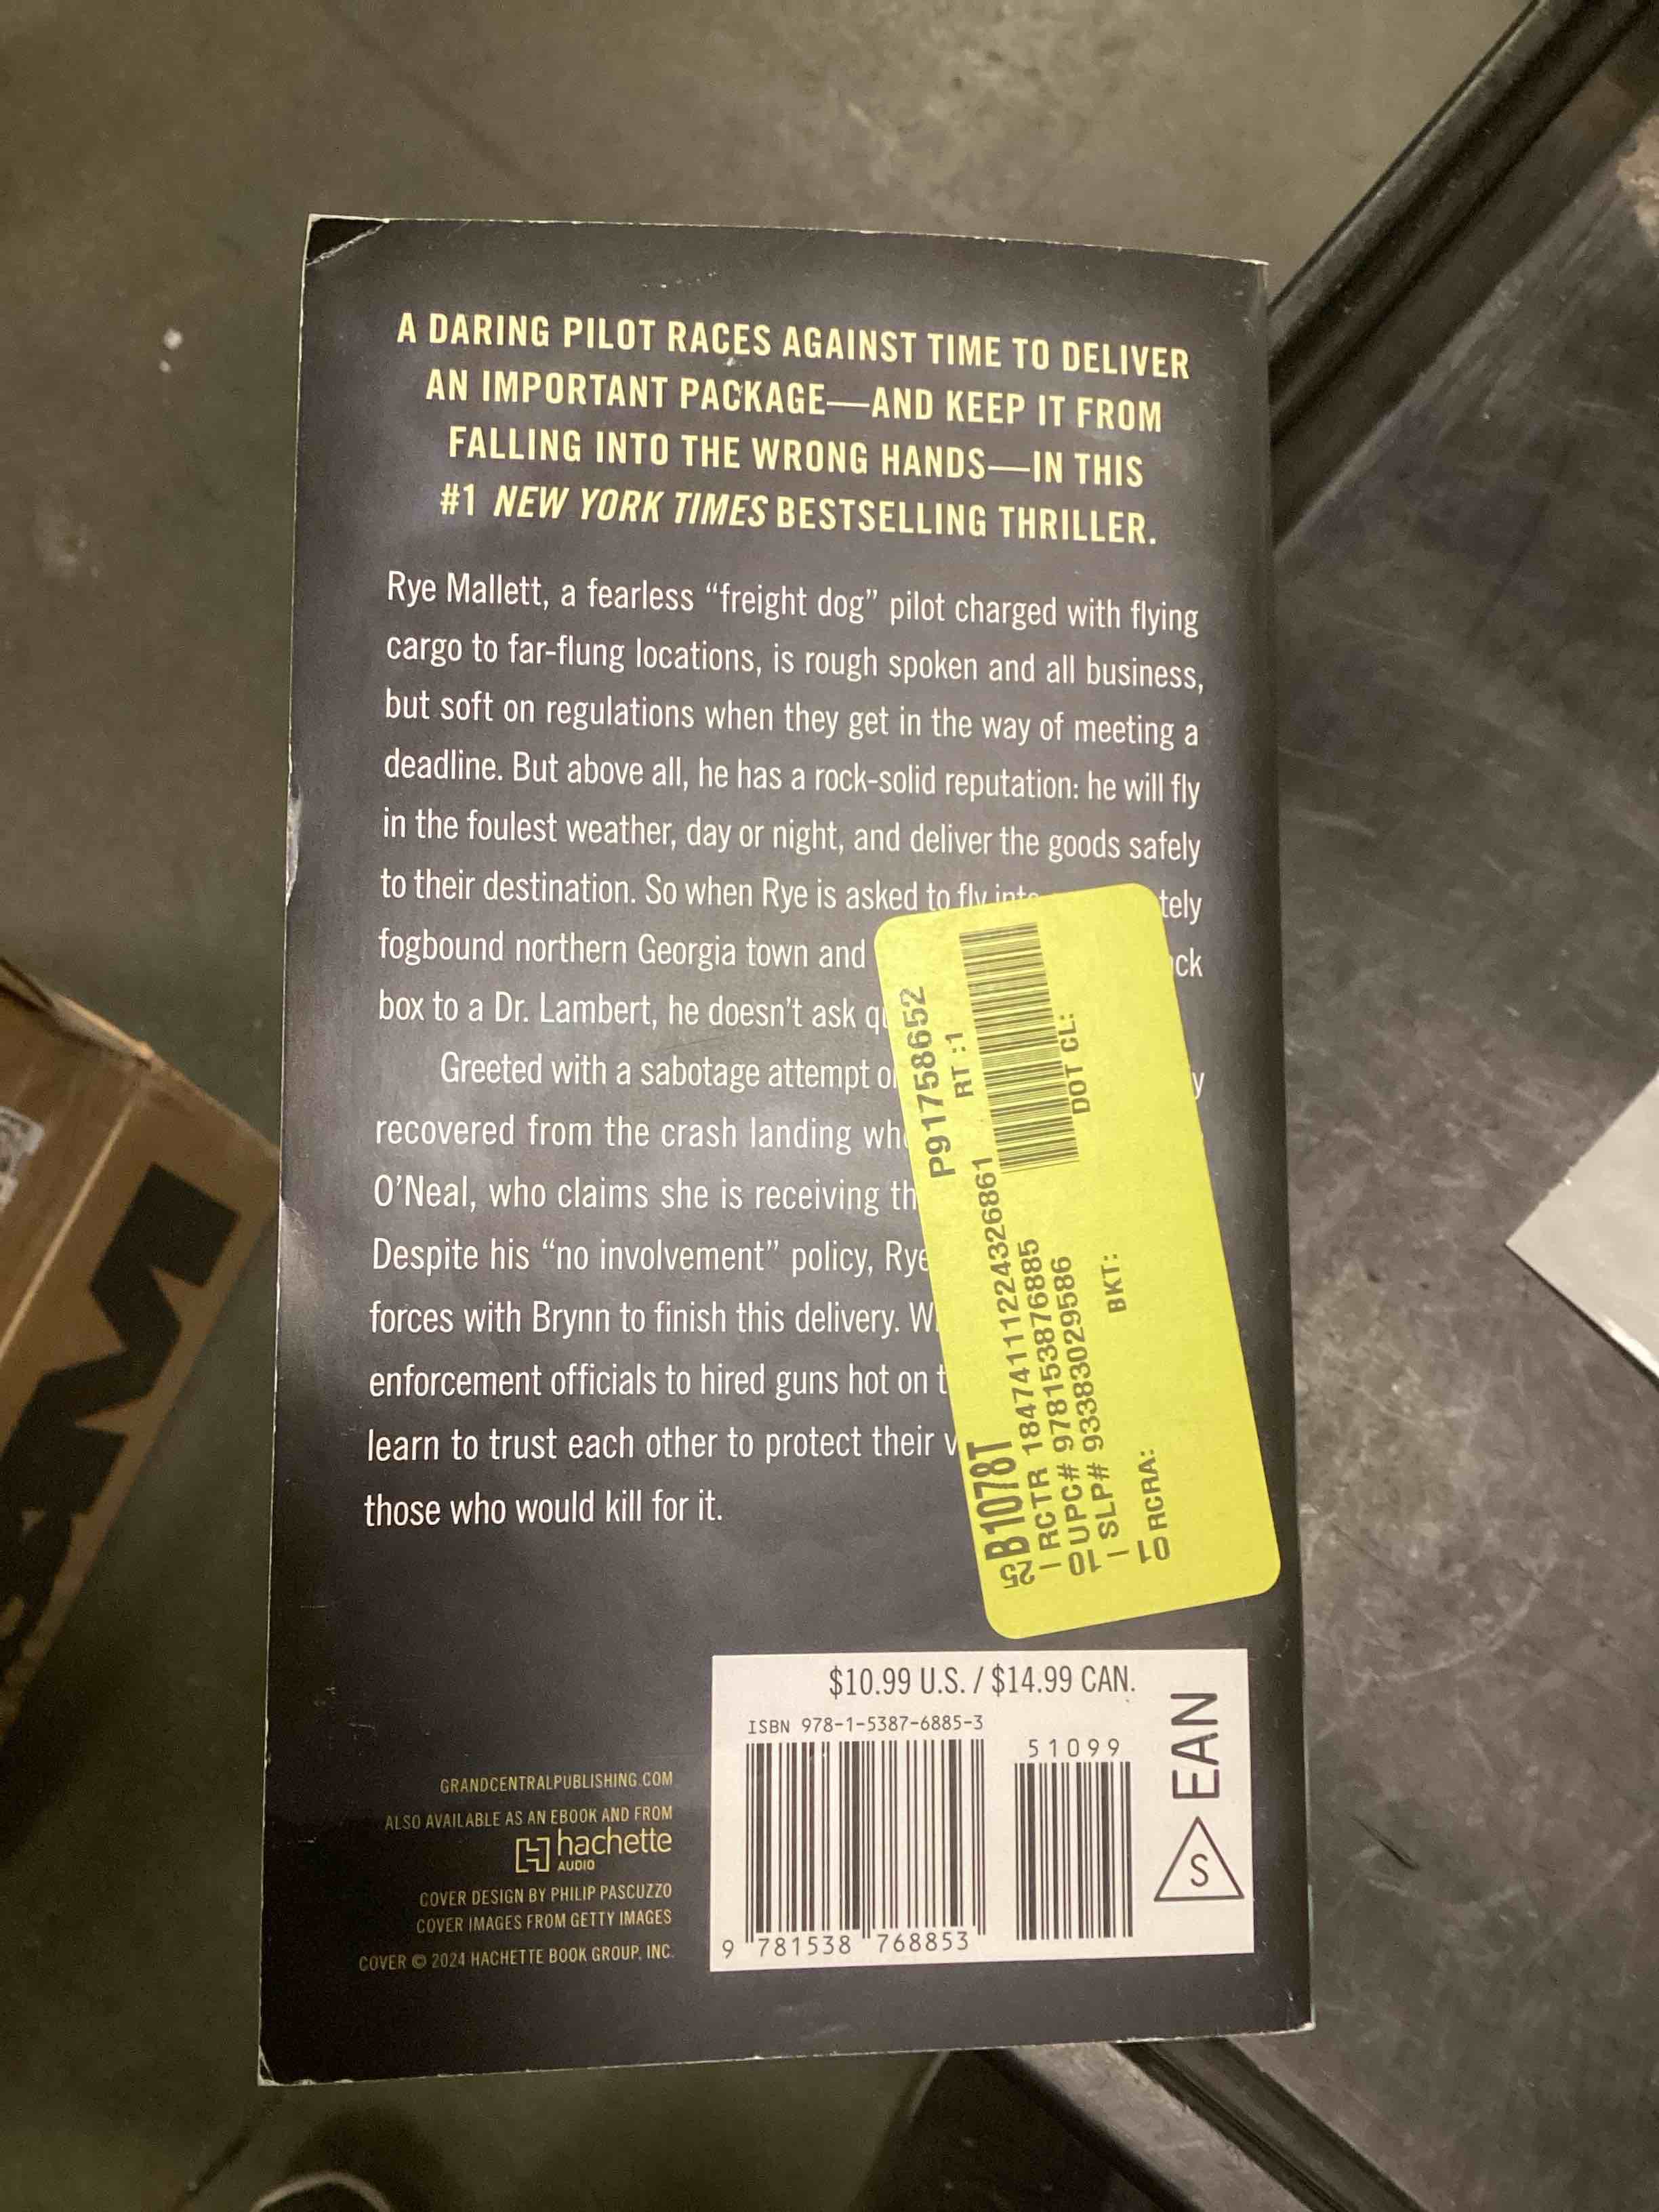 A DARING PILOT RACES AGAINST TIME TO DELIVER
AN IMPORTANT PACKAGE—AND KEEP IT FROM
FALLING INTO THE WRONG HANDS—IN THIS
#1 NEW YORK TIMES BESTSELLING THRILLER.
Rye Mallett, a fearless “freight dog” pilot charged with flying
cargo to far-flung locations, is rough spoken and all business,
but soft on regulations when they get in the way of meeting a
deadline. But above all, he has a rock-solid reputation: he will fly
in the foulest weather, day or night, and deliver the goods safely
to their destination. So when Rye is asked to fly
fogbound northern Georgia town and
box to a Dr. Lambert, he doesn’t ask
Greeted with a sabotage attempt
recovered from the crash landing
O’Neal, who claims she is receiving
Despite his “no involvement” policy, Rye
forces with Brynn to finish this delivery.
enforcement officials to hired guns hot on
learn to trust each other to protect their
those who would kill for it.
P91758652
RT :1
DOT CL:
B1078T
RCTR 18474111224326861
UPC# 9781538768853
SLP# 93383029586
BKT:
RCRA:
$10.99 U.S. / $14.99 CAN.
ISBN 978-1-5387-6885-3
51099
EAN
S
9 781538 768853
GRANDCENTRALPUBLISHING.COM
ALSO AVAILABLE AS AN EBOOK AND FROM
hachette
AUDIO
COVER DESIGN BY PHILIP PASCUZZO
COVER IMAGES FROM GETTY IMAGES
COVER © 2024 HACHETTE BOOK GROUP, INC.